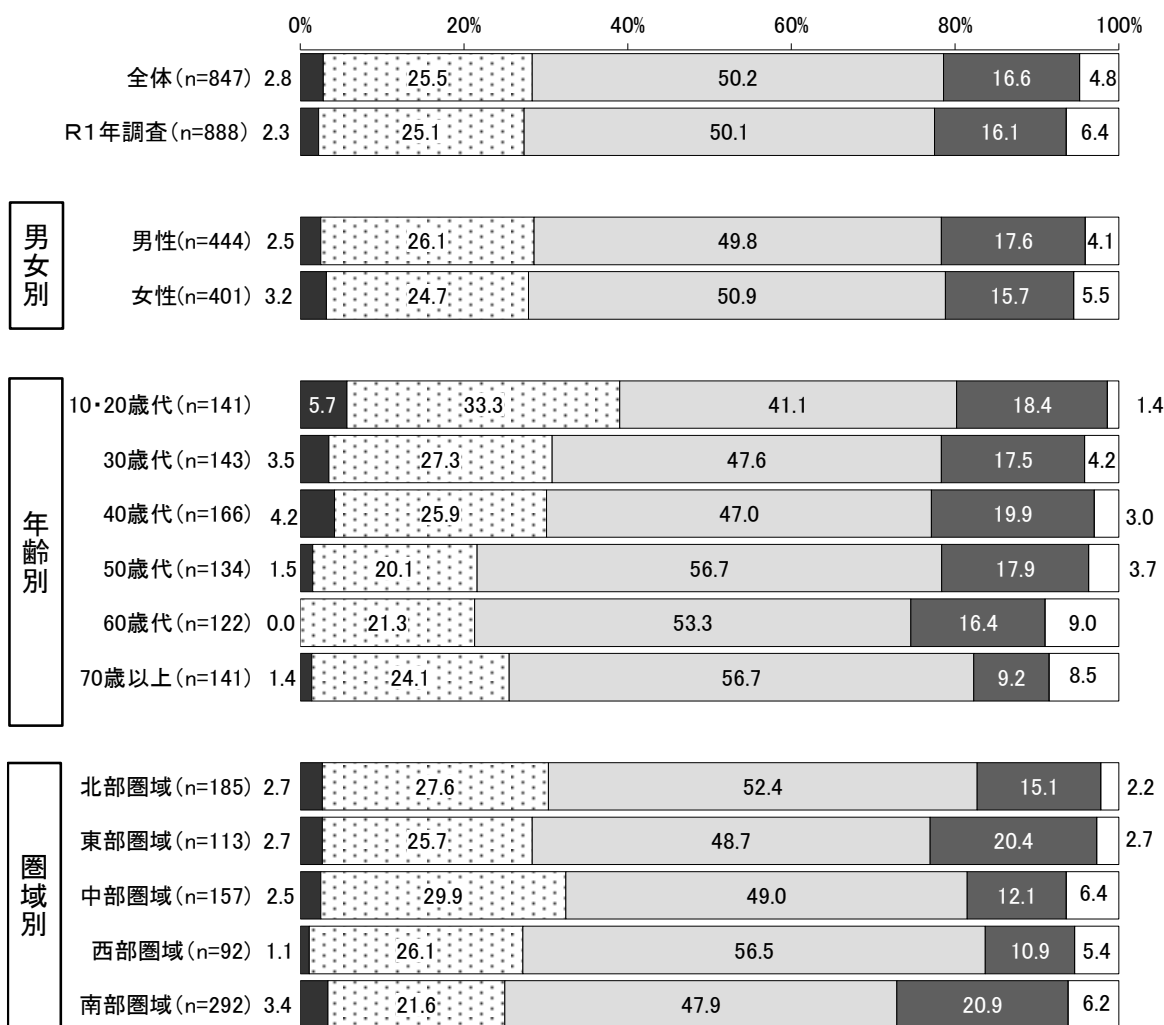 0% 20% 40% 60% 80% 100%
全体(n=847) 2.8 25.5 50.2 16.6 4.8
R1年調査(n=888) 2.3 25.1 50.1 16.1 6.4
男女別
男性(n=444) 2.5 26.1 49.8 17.6 4.1
女性(n=401) 3.2 24.7 50.9 15.7 5.5
年齢別
10・20歳代(n=141) 5.7 33.3 41.1 18.4 1.4
30歳代(n=143) 3.5 27.3 47.6 17.5 4.2
40歳代(n=166) 4.2 25.9 47.0 19.9 3.0
50歳代(n=134) 1.5 20.1 56.7 17.9 3.7
60歳代(n=122) 0.0 21.3 53.3 16.4 9.0
70歳以上(n=141) 1.4 24.1 56.7 9.2 8.5
圏域別
北部圏域(n=185) 2.7 27.6 52.4 15.1 2.2
東部圏域(n=113) 2.7 25.7 48.7 20.4 2.7
中部圏域(n=157) 2.5 29.9 49.0 12.1 6.4
西部圏域(n=92) 1.1 26.1 56.5 10.9 5.4
南部圏域(n=292) 3.4 21.6 47.9 20.9 6.2